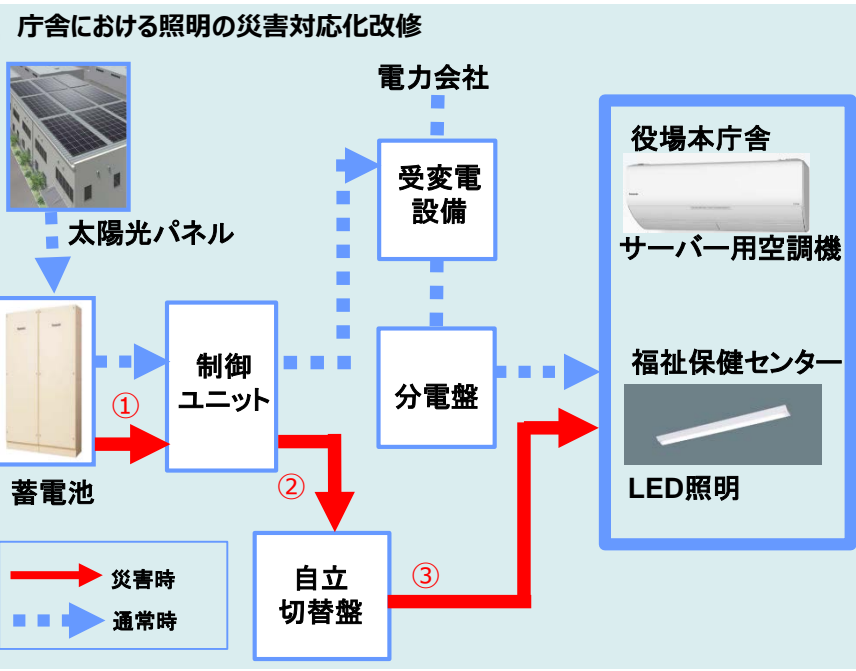 庁舎における照明の災害対応化改修
電力会社
太陽光パネル
受変電
設備
役場本庁舎
サーバー用空調機
制御
ユニット
分電盤
福祉保健センター
LED照明
①
蓄電池
②
自立
切替盤
③
災害時
通常時